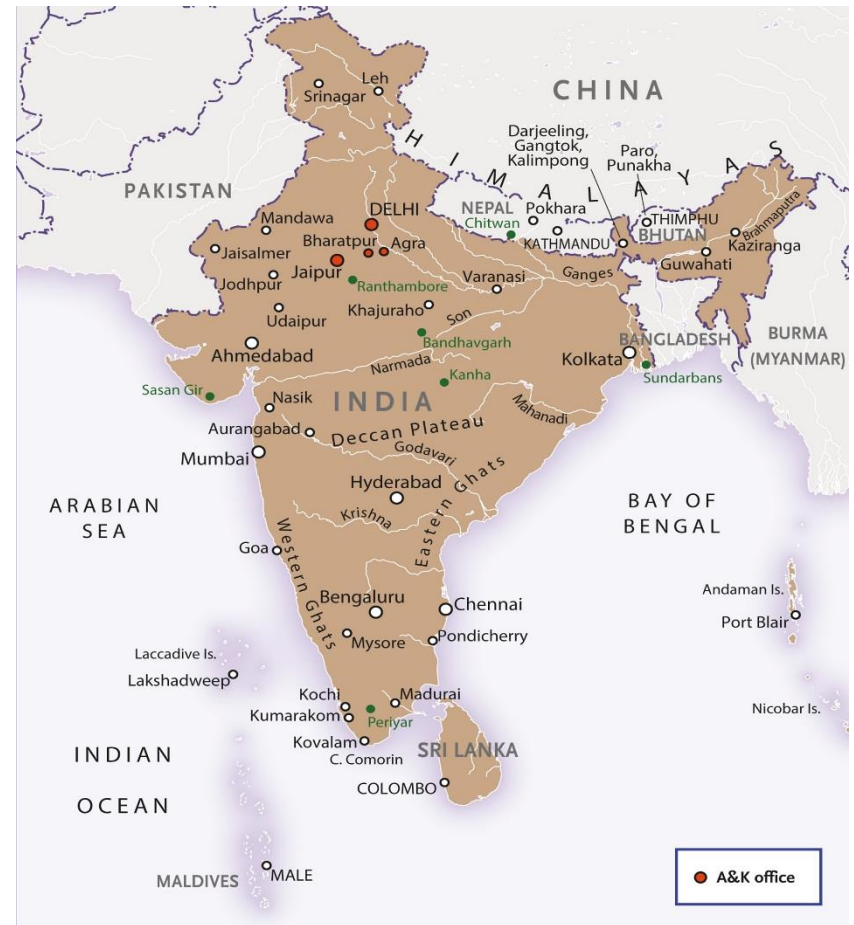 Leh
Srinagar
CHINA
HIMALAYAS
Darjeeling,
Gangtok,
Kalimpong
Paro,
Punakha
PAKISTAN
NEPAL
Pokhara
Chitwan
KATHMANDU
THIMPHU
BHUTAN
Brahmaputra
Kaziranga
Guwahati
Mandawa
DELHI
Jaisalmer
Bharatpur
Agra
Jaipur
Jodhpur
Ranthambore
Varanasi
Ganges
Udaipur
Khajuraho
Son
Bandhavgarh
BANGLADESH
BURMA
(MYANMAR)
Ahmedabad
Narmada
Kolkata
Sundarbans
Kanha
Sasan Gir
Nasik
INDIA
Mahanadi
Aurangabad
Deccan Plateau
Godavari
Mumbai
Hyderabad
Eastern Ghats
ARABIAN
SEA
BAY OF
BENGAL
Krishna
Western Ghats
Goa
Bengaluru
Chennai
Andaman Is.
Port Blair
Mysore
Pondicherry
Laccadive Is.
Lakshadweep
Kochi
Madurai
Kumarakom
Periyar
Nicobar Is.
Kovalam
C. Comorin
SRI LANKA
INDIAN
OCEAN
COLOMBO
MALDIVES
MALE
A&K office